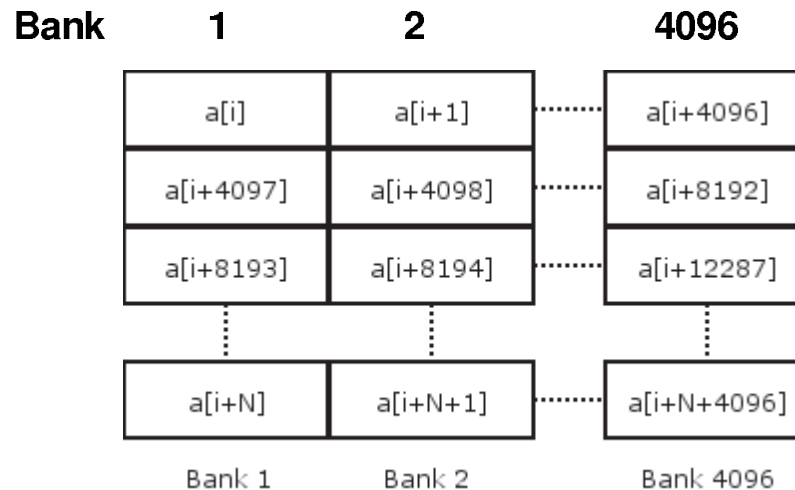 Bank 1 2 4096
a[i] a[i+1] a[i+4096]
a[i+4097] a[i+4098] a[i+8192]
a[i+8193] a[i+8194] a[i+12287]
a[i+N] a[i+N+1] a[i+N+4096]
Bank 1 Bank 2 Bank 4096